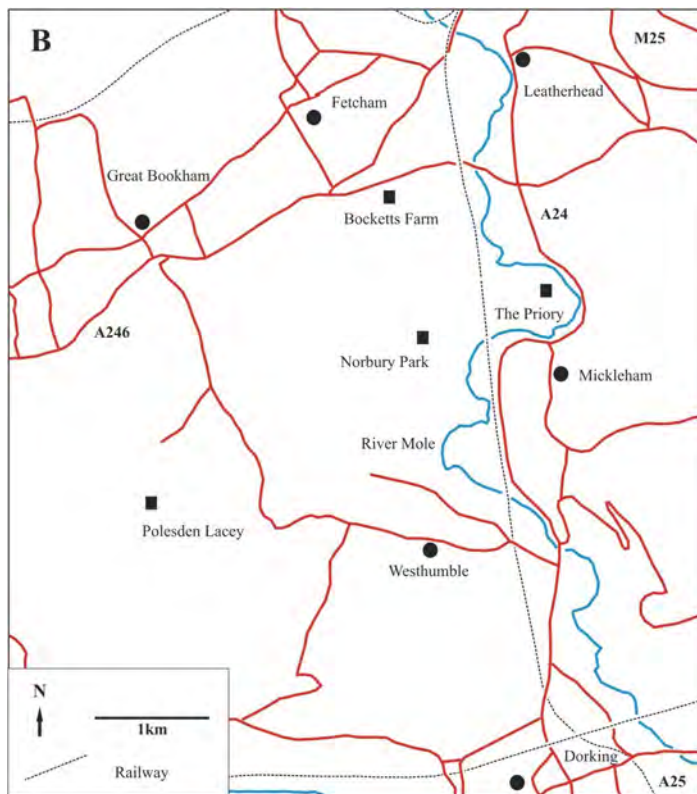 B
M25
Leatherhead
Fetcham
Great Bookham
Bocketts Farm
A24
The Priory
A246
Norbury Park
Mickleham
River Mole
Polesden Lacey
Westhumble
N
1km
Railway
Dorking
A25